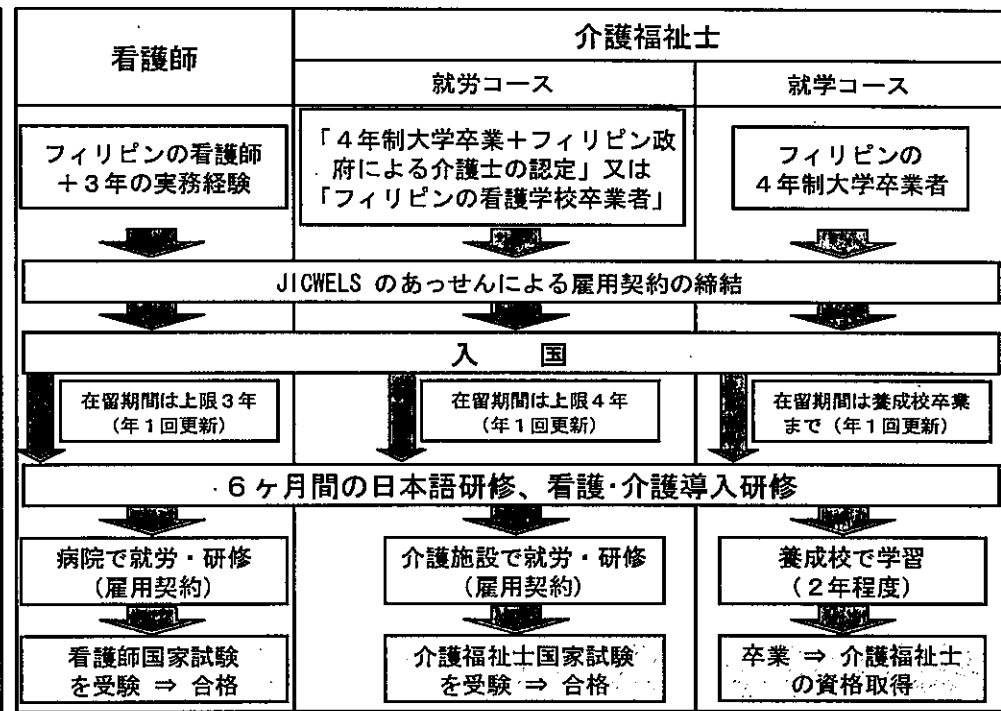 看護師
介護福祉士
就労コース
就学コース
フィリピンの看護師
＋３年の実務経験
「４年制大学卒業＋フィリピン政
府による介護士の認定」又は
「フィリピンの看護学校卒業者」
フィリピンの
４年制大学卒業者
JICWELS のあっせんによる雇用契約の締結
入　　国
在留期間は上限３年
（年１回更新）
在留期間は上限４年
（年１回更新）
在留期間は養成校卒業
まで（年１回更新）
６ヶ月間の日本語研修、看護・介護導入研修
病院で就労・研修
（雇用契約）
介護施設で就労・研修
（雇用契約）
養成校で学習
（２年程度）
看護師国家試験
を受験 ⇒ 合格
介護福祉士国家試験
を受験 ⇒ 合格
卒業 ⇒ 介護福祉士
の資格取得